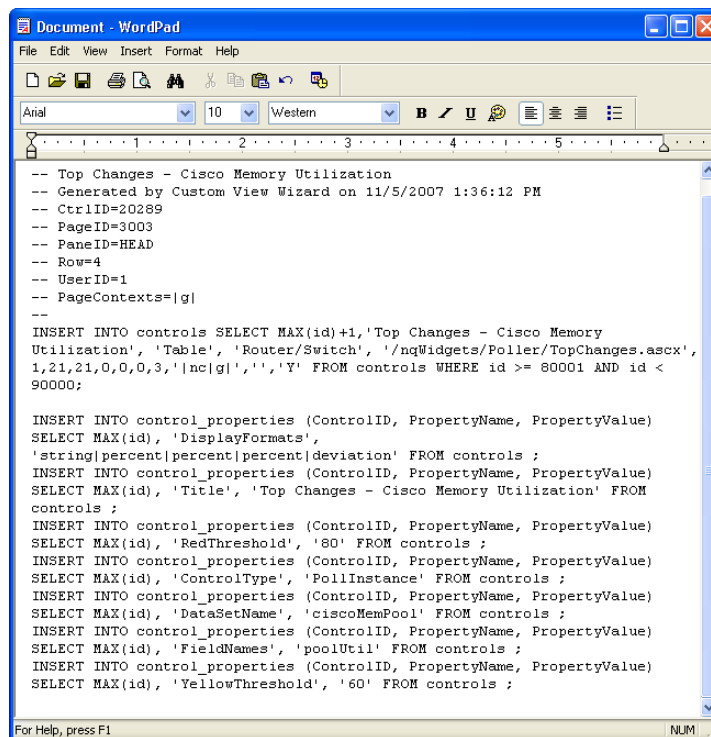 Document - WordPad
File Edit View Insert Format Help
Arial 10 Western B I U
1 2 3 4 5
-- Top Changes - Cisco Memory Utilization
-- Generated by Custom View Wizard on 11/5/2007 1:36:12 PM
-- CtrlID=20289
-- PageID=3003
-- PaneID=HEAD
-- Row=4
-- UserID=1
-- PageContexts=|g|
--
INSERT INTO controls SELECT MAX(id)+1,'Top Changes - Cisco Memory
Utilization', 'Table', 'Router/Switch', '/nqWidgets/Poller/TopChanges.ascx',
1,21,21,0,0,0,3,'|nc|g|','','Y' FROM controls WHERE id >= 80001 AND id <
90000;
INSERT INTO control_properties (ControlID, PropertyName, PropertyValue)
SELECT MAX(id), 'DisplayFormats',
'string|percent|percent|percent|deviation' FROM controls ;
INSERT INTO control_properties (ControlID, PropertyName, PropertyValue)
SELECT MAX(id), 'Title', 'Top Changes - Cisco Memory Utilization' FROM
controls ;
INSERT INTO control_properties (ControlID, PropertyName, PropertyValue)
SELECT MAX(id), 'RedThreshold', '80' FROM controls ;
INSERT INTO control_properties (ControlID, PropertyName, PropertyValue)
SELECT MAX(id), 'ControlType', 'PollInstance' FROM controls ;
INSERT INTO control_properties (ControlID, PropertyName, PropertyValue)
SELECT MAX(id), 'DataSetName', 'ciscoMemPool' FROM controls ;
INSERT INTO control_properties (ControlID, PropertyName, PropertyValue)
SELECT MAX(id), 'FieldNames', 'poolUtil' FROM controls ;
INSERT INTO control_properties (ControlID, PropertyName, PropertyValue)
SELECT MAX(id), 'YellowThreshold', '60' FROM controls ;
For Help, press F1 NUM